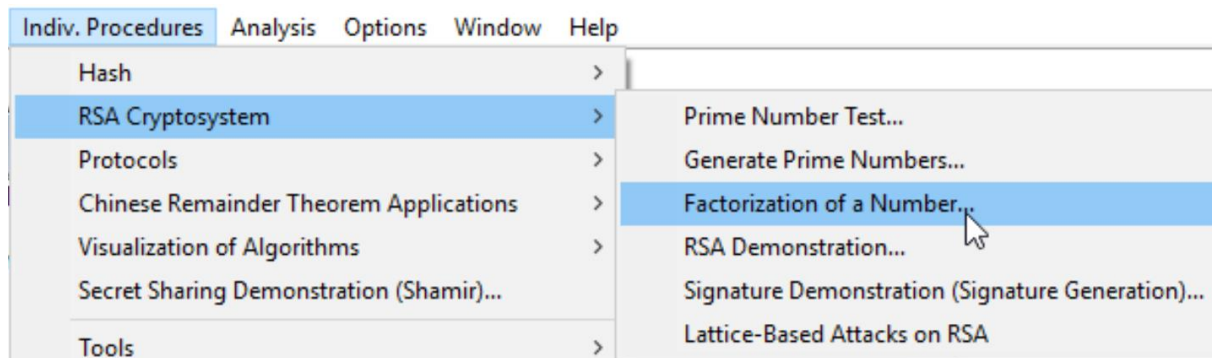 Indiv. Procedures Analysis Options Window Help
Hash >
RSA Cryptosystem >
Protocols >
Chinese Remainder Theorem Applications >
Visualization of Algorithms >
Secret Sharing Demonstration (Shamir)...
Tools >
Prime Number Test...
Generate Prime Numbers...
Factorization of a Number...
RSA Demonstration...
Signature Demonstration (Signature Generation)...
Lattice-Based Attacks on RSA